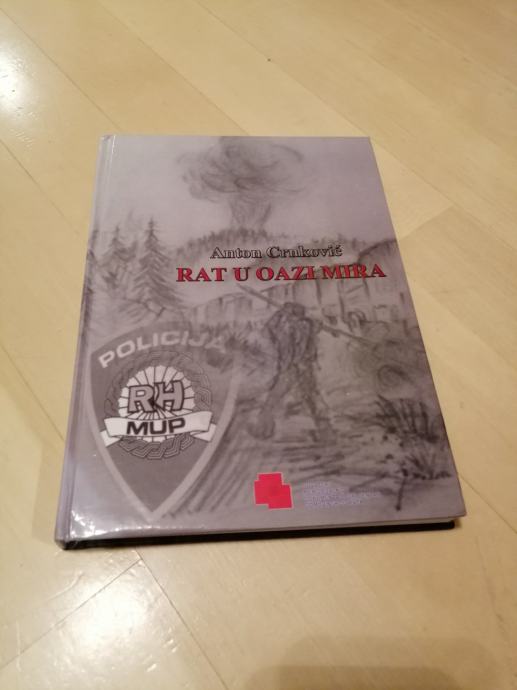 Anton Crnković
RAT U OAZI MIRA
POLICIJA
RH
MUP